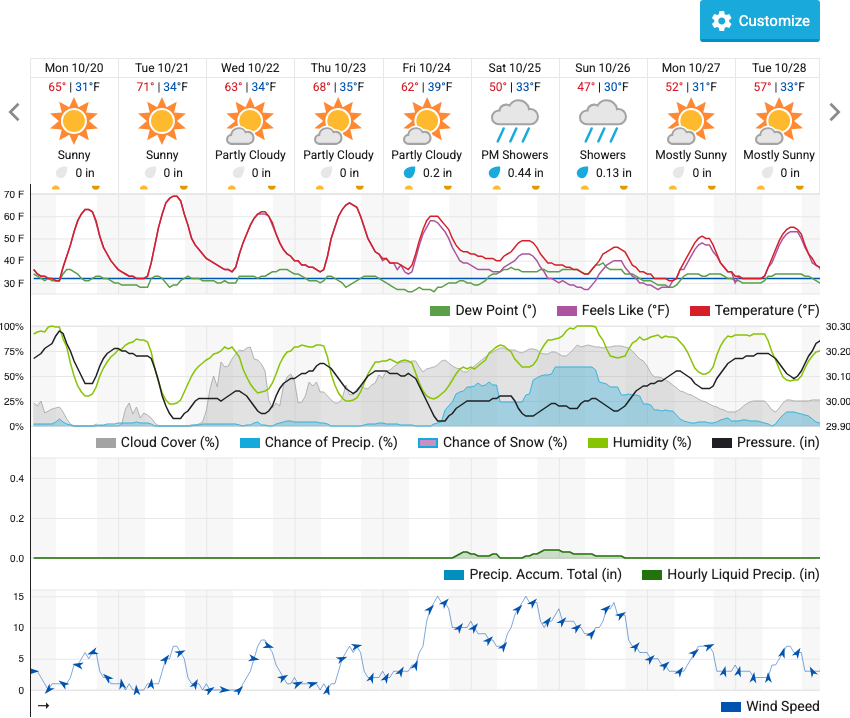 Customize
Mon 10/20 Tue 10/21 Wed 10/22 Thu 10/23 Fri 10/24 Sat 10/25 Sun 10/26 Mon 10/27 Tue 10/28
65° | 31°F 71° | 34°F 63° | 34°F 68° | 35°F 62° | 39°F 50° | 33°F 47° | 30°F 52° | 31°F 57° | 33°F
Sunny Sunny Partly Cloudy Partly Cloudy Partly Cloudy PM Showers Showers Mostly Sunny Mostly Sunny
0 in 0 in 0 in 0 in 0.2 in 0.44 in 0.13 in 0 in 0 in
70 F
60 F
50 F
40 F
30 F
Dew Point (°) Feels Like (°F) Temperature (°F)
100% 30.30
75% 30.20
50% 30.10
25% 30.00
0% 29.90
Cloud Cover (%) Chance of Precip. (%) Chance of Snow (%) Humidity (%) Pressure. (in)
0.4
0.2
0.0
Precip. Accum. Total (in) Hourly Liquid Precip. (in)
15
10
5
0
Wind Speed